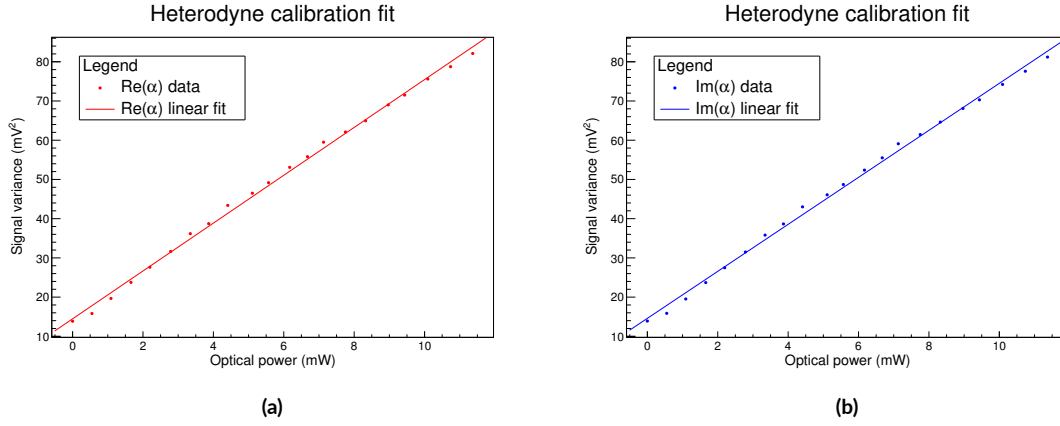 Heterodyne calibration fit
Signal variance (mV²)
80
70
60
50
40
30
20
10
Legend
Re(α) data
Re(α) linear fit
0 2 4 6 8 10
Optical power (mW)
(a)
Heterodyne calibration fit
Signal variance (mV²)
80
70
60
50
40
30
20
10
Legend
Im(α) data
Im(α) linear fit
0 2 4 6 8 10
Optical power (mW)
(b)